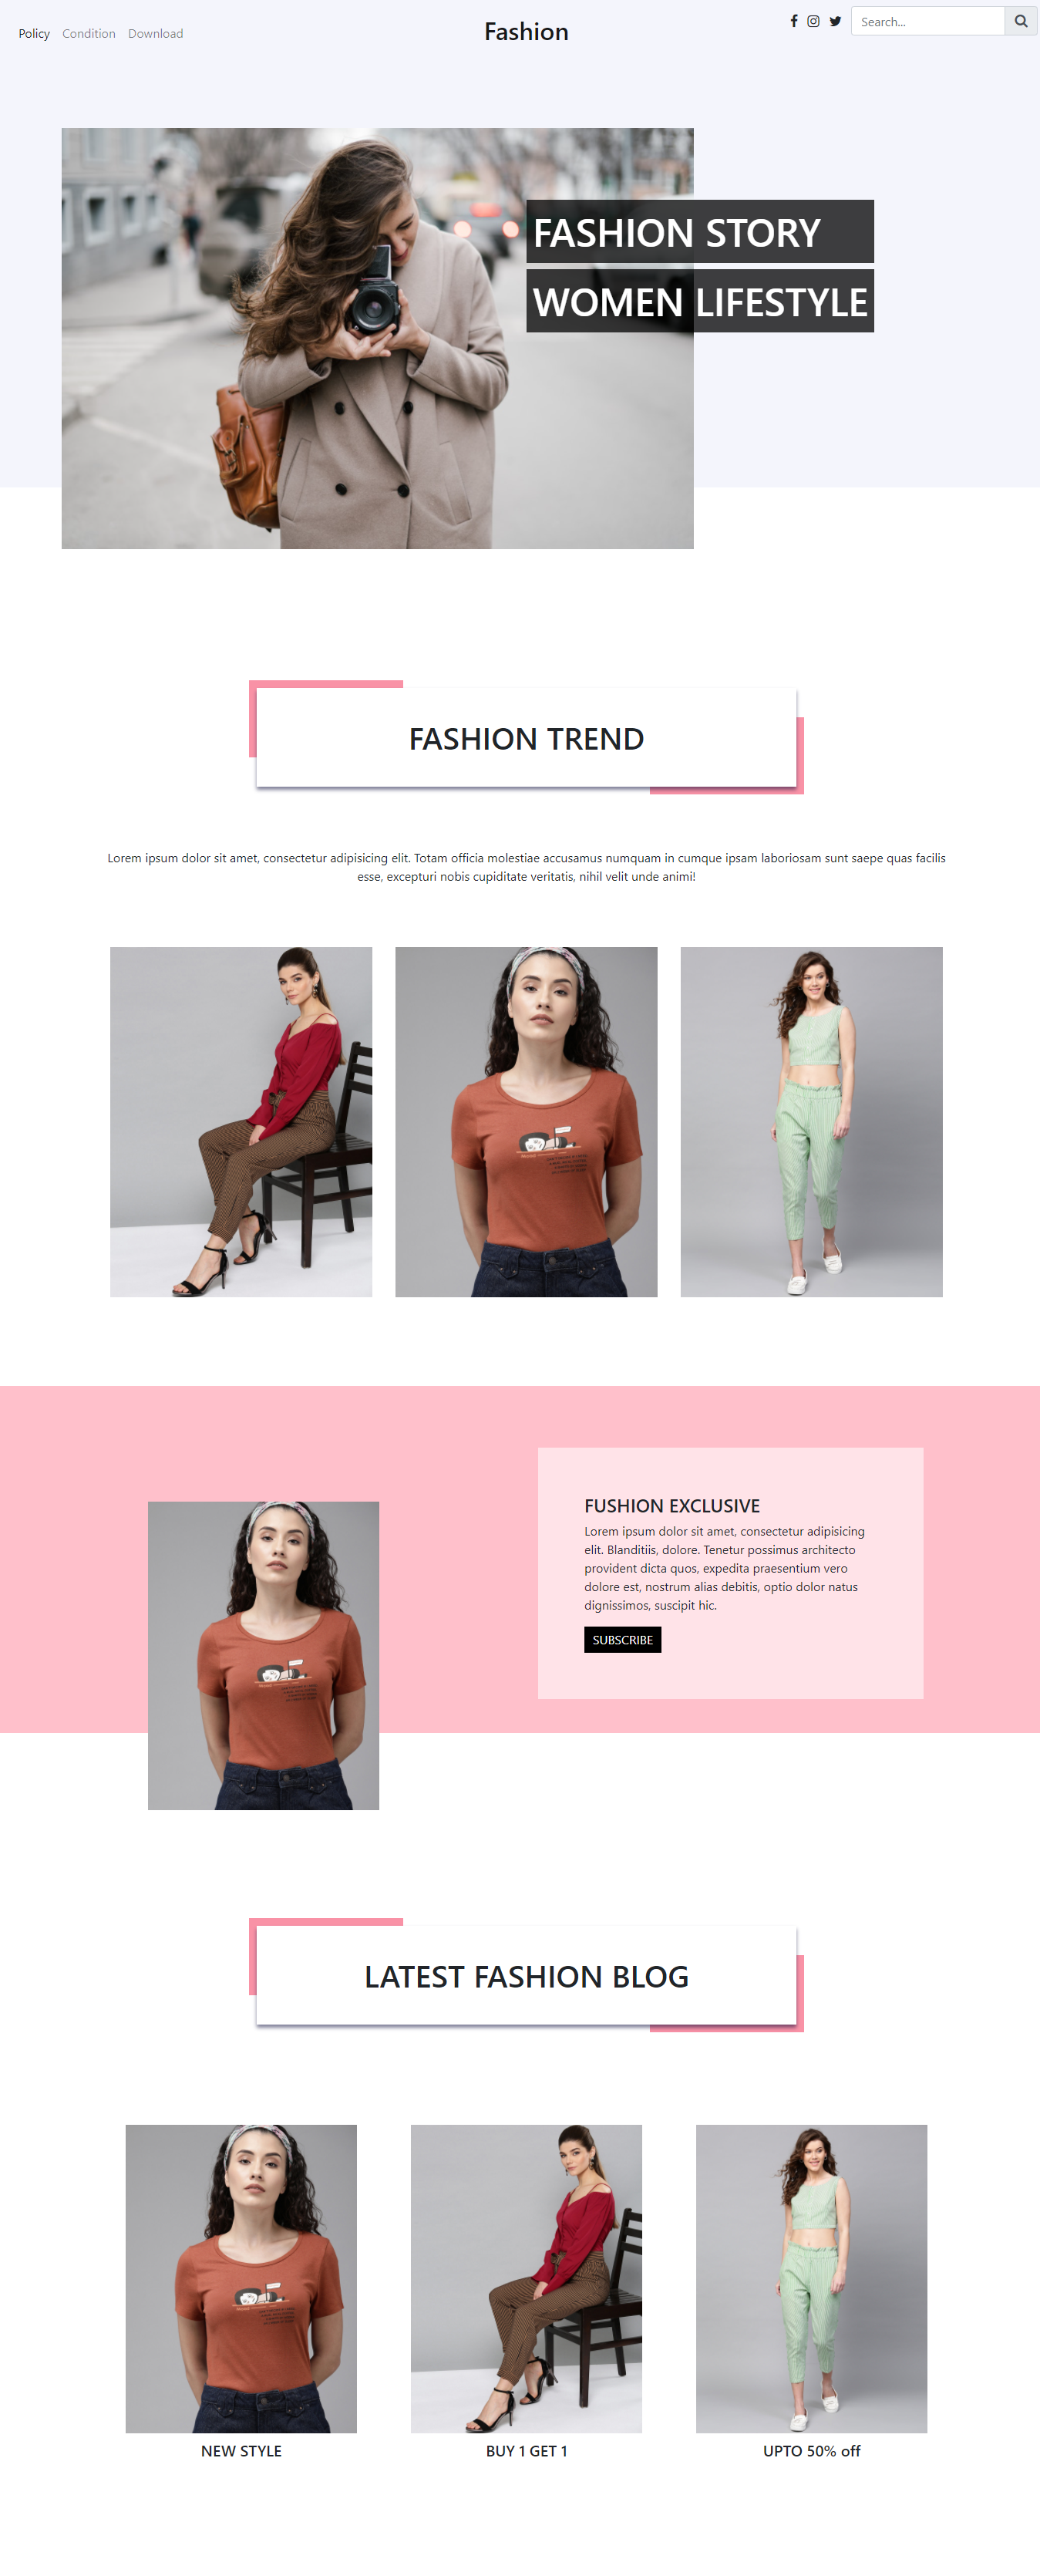 Policy Condition Download
Fashion
Search...
FASHION STORY
WOMEN LIFESTYLE
FASHION TREND
Lorem ipsum dolor sit amet, consectetur adipisicing elit. Totam officia molestiae accusamus numquam in cumque ipsam laboriosam sunt saepe quas facilis
esse, excepturi nobis cupiditate veritatis, nihil velit unde animi!
FUSHION EXCLUSIVE
Lorem ipsum dolor sit amet, consectetur adipisicing
elit. Blanditiis, dolore. Tenetur possimus architecto
provident dicta quos, expedita praesentium vero
dolore est, nostrum alias debitis, optio dolor natus
dignissimos, suscipit hic.
SUBSCRIBE
LATEST FASHION BLOG
NEW STYLE
BUY 1 GET 1
UPTO 50% off